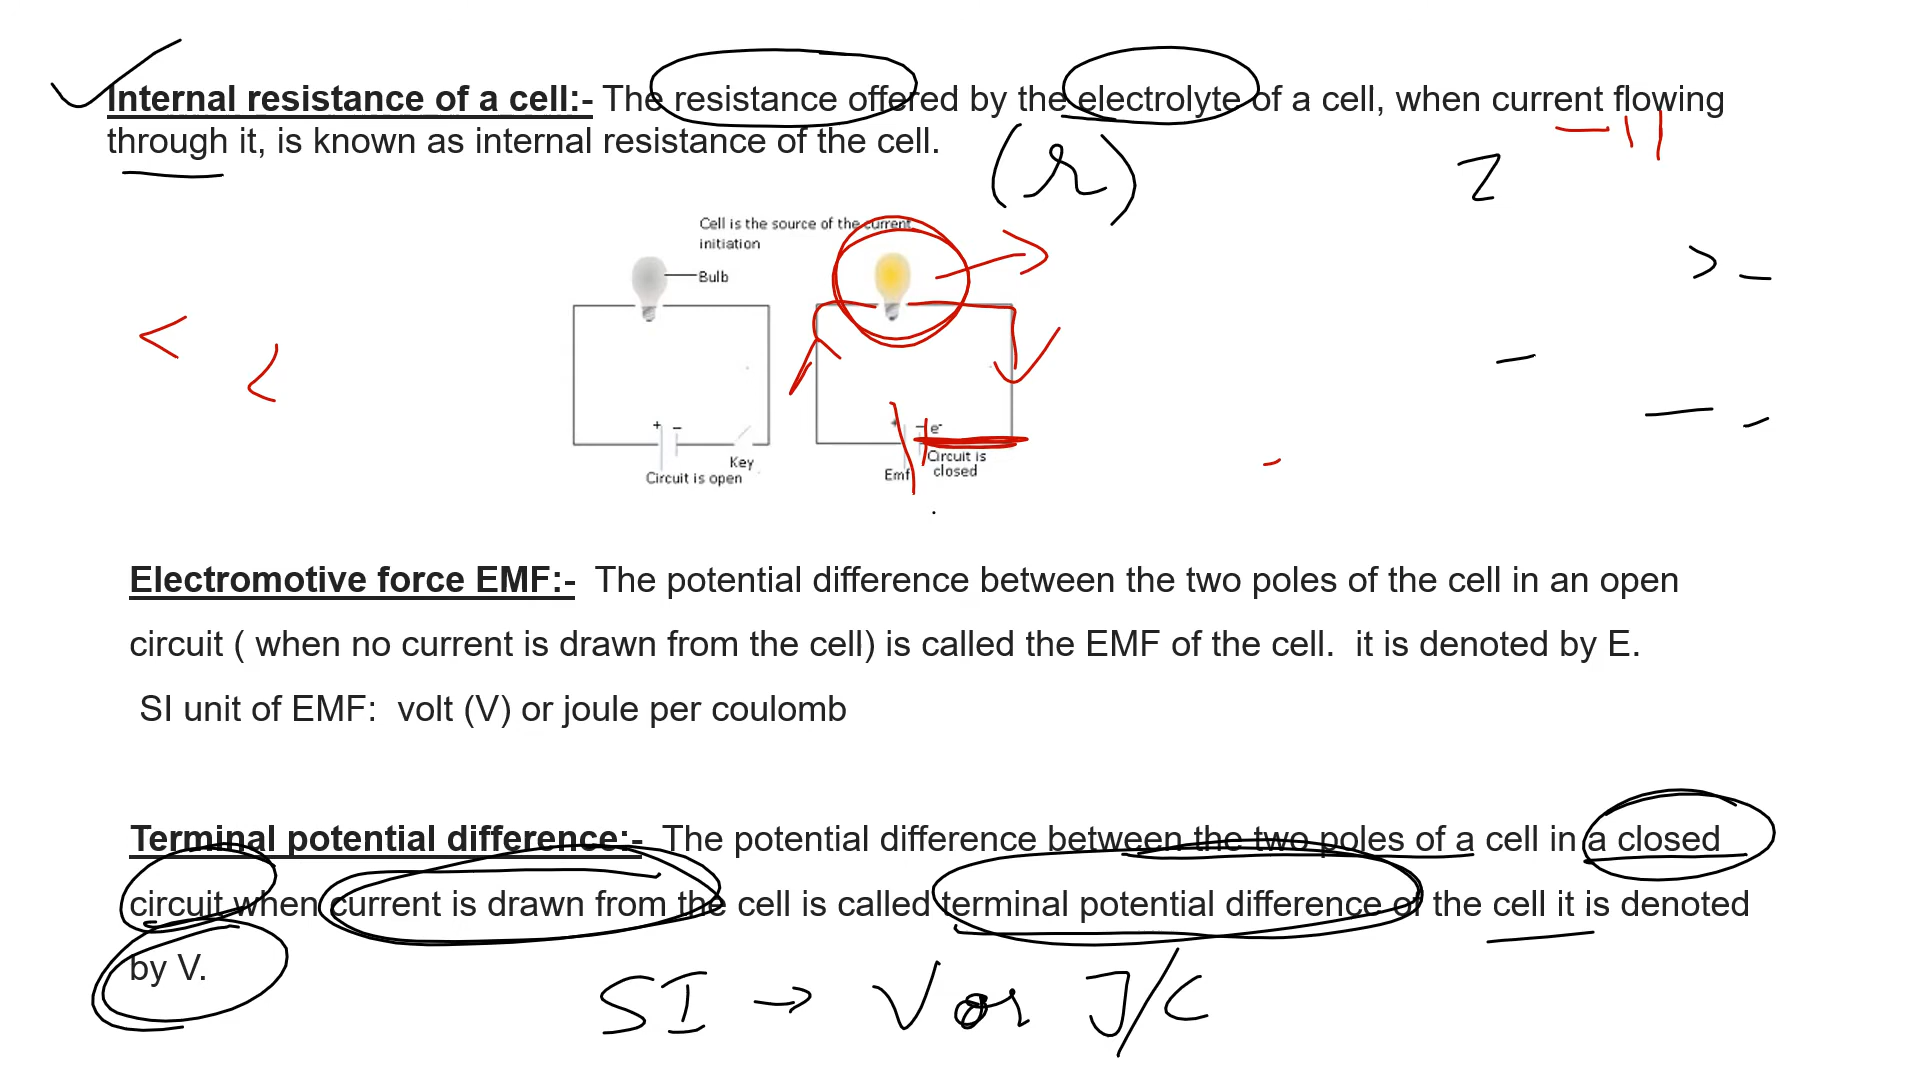 Internal resistance of a cell:- The resistance offered by the electrolyte of a cell, when current flowing
through it, is known as internal resistance of the cell.
(r)
Cell is the source of the current
initiation
Bulb
+ −
Key
Circuit is open
+ − e-
Circuit is
closed
Emf
Electromotive force EMF:- The potential difference between the two poles of the cell in an open
circuit ( when no current is drawn from the cell) is called the EMF of the cell. it is denoted by E.
SI unit of EMF: volt (V) or joule per coulomb
Terminal potential difference:- The potential difference between the two poles of a cell in a closed
circuit when current is drawn from the cell is called terminal potential difference of the cell it is denoted
by V.
SI → V or J/C